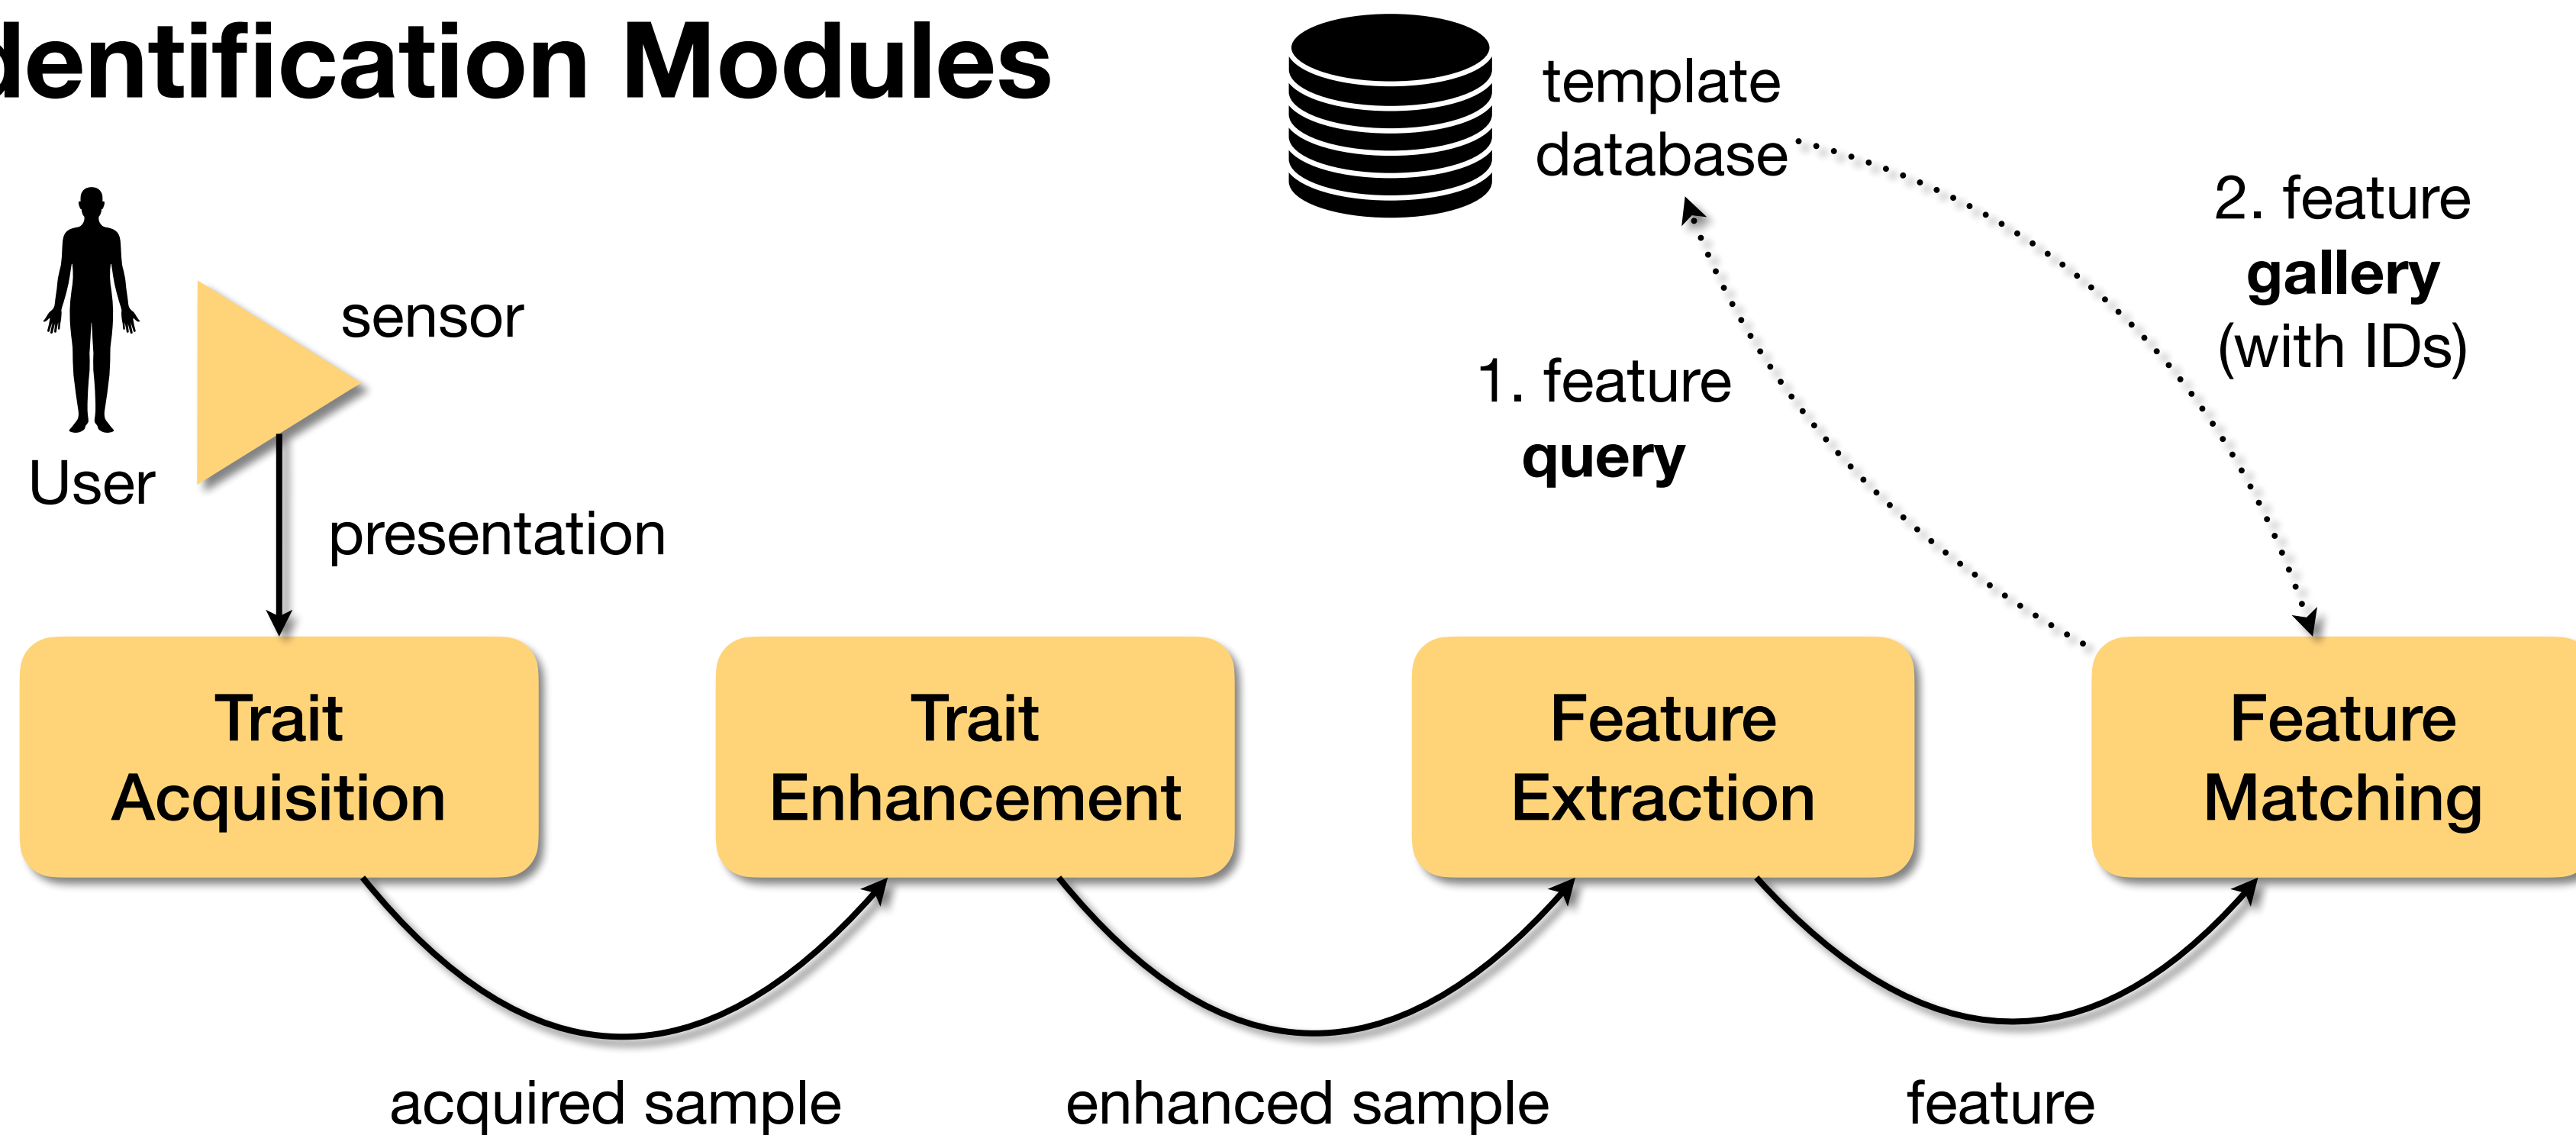 dentification Modules
template
database
2. feature
gallery
(with IDs)
sensor
1. feature
query
User
presentation
Trait
Acquisition
Trait
Enhancement
Feature
Extraction
Feature
Matching
acquired sample
enhanced sample
feature